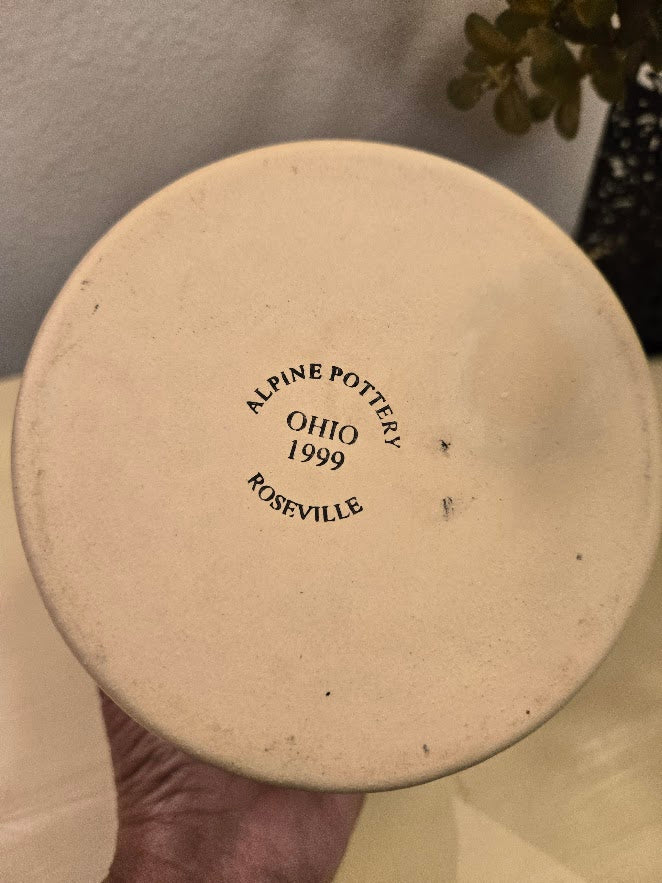 ALPINE POTTERY
OHIO
1999
ROSEVILLE